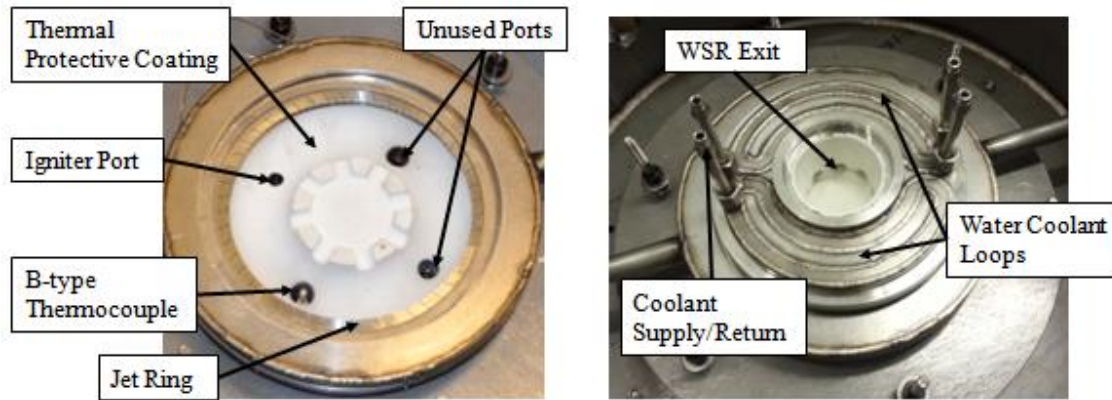 Thermal
Protective Coating
Unused Ports
Igniter Port
B-type
Thermocouple
Jet Ring
WSR Exit
Water Coolant
Loops
Coolant
Supply/Return